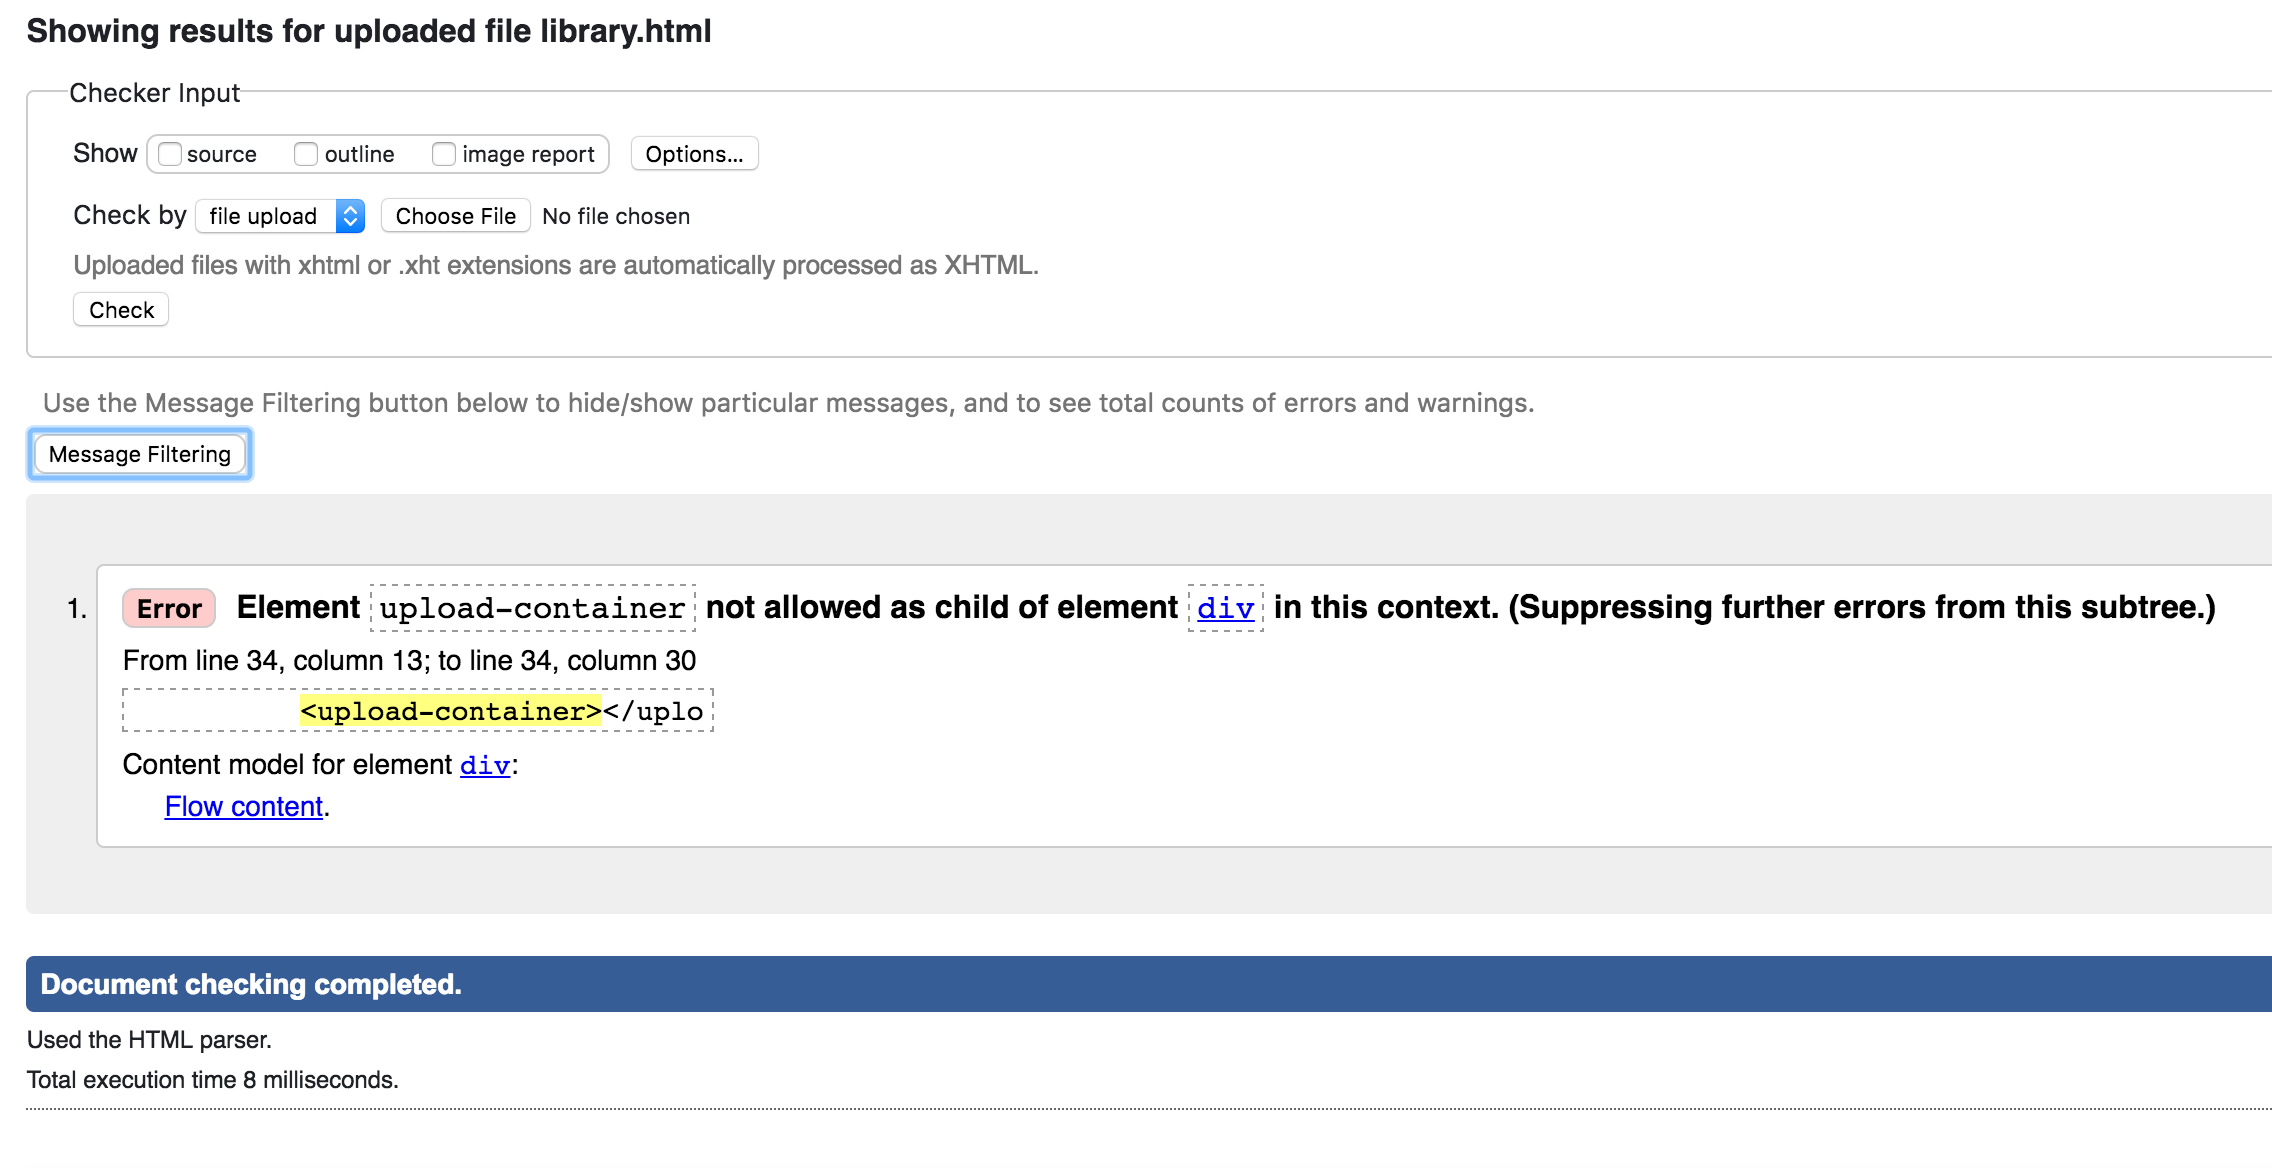 Showing results for uploaded file library.html
Checker Input
Show source outline image report Options...
Check by file upload Choose File No file chosen
Uploaded files with xhtml or .xht extensions are automatically processed as XHTML.
Check
Use the Message Filtering button below to hide/show particular messages, and to see total counts of errors and warnings.
Message Filtering
1. Error Element upload-container not allowed as child of element div in this context. (Suppressing further errors from this subtree.)
From line 34, column 13; to line 34, column 30
<upload-container></uplo
Content model for element div:
Flow content.
Document checking completed.
Used the HTML parser.
Total execution time 8 milliseconds.